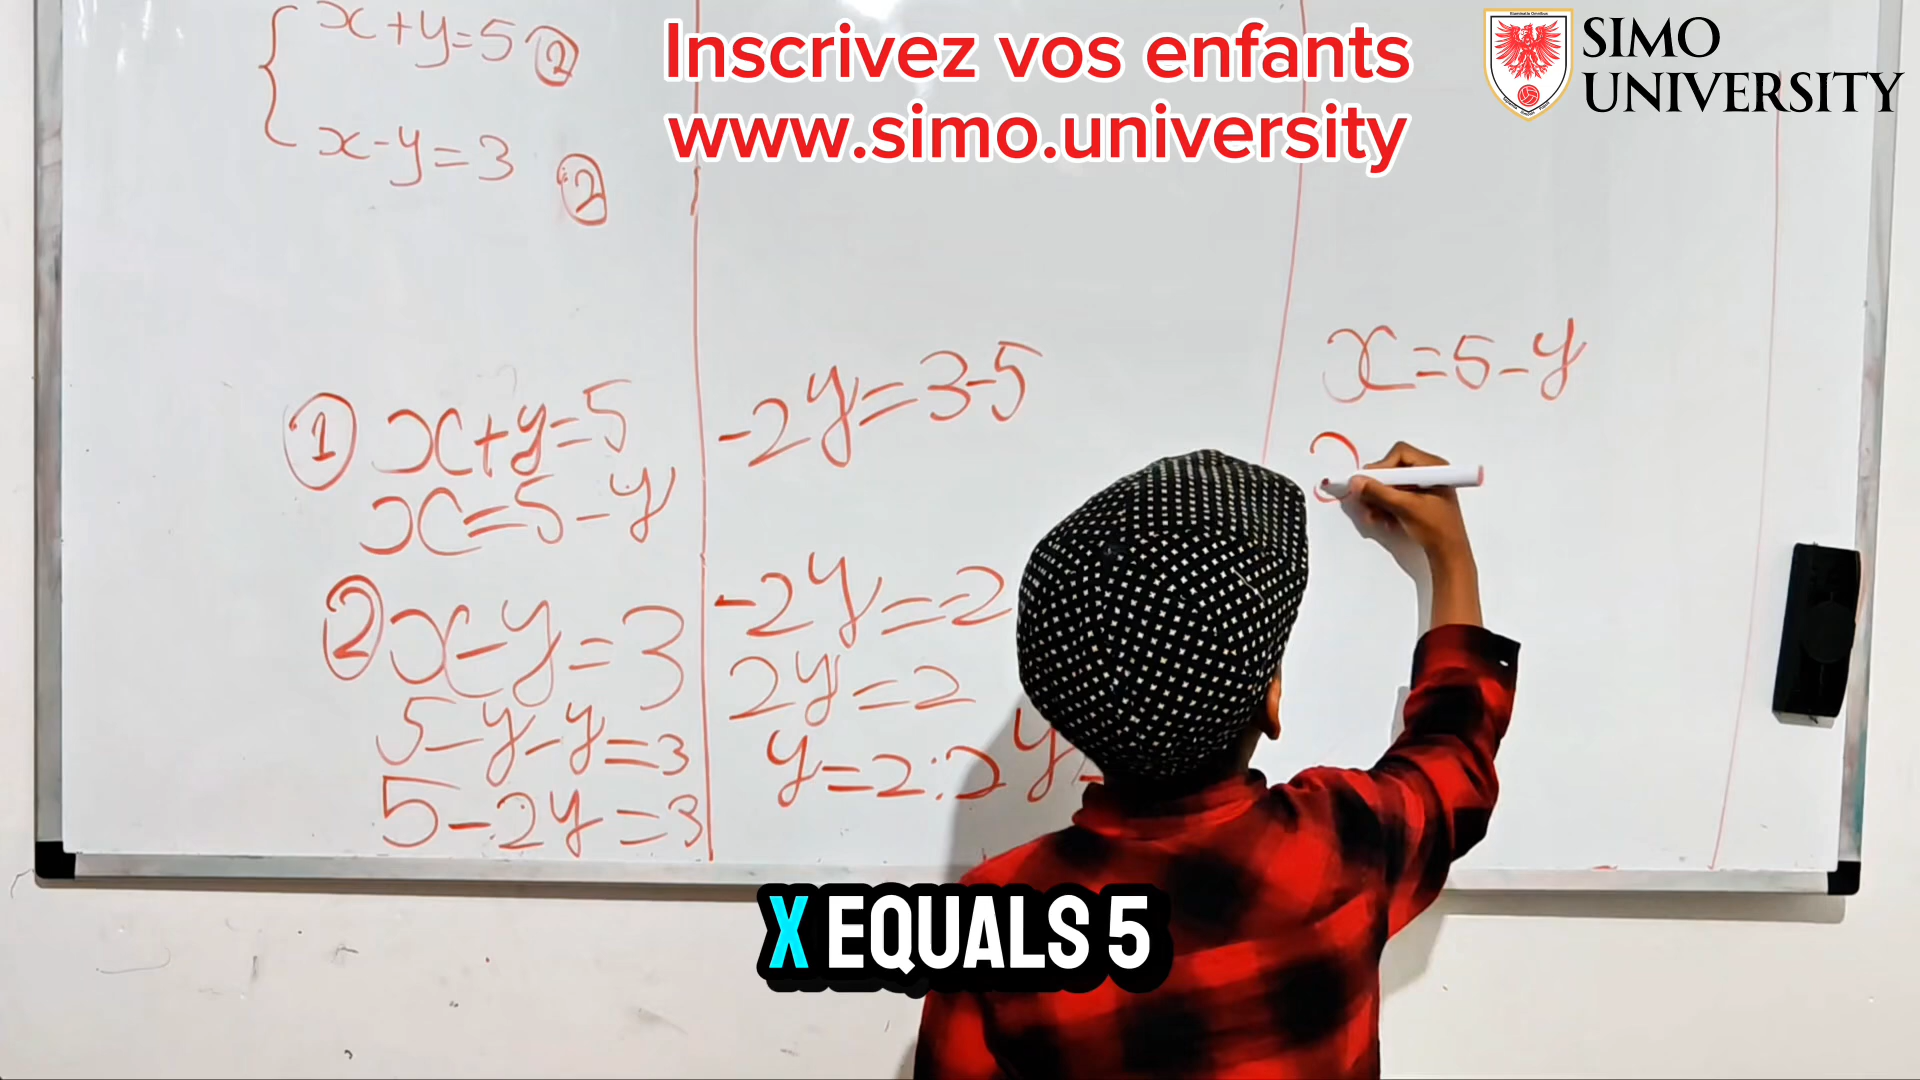 Inscrivez vos enfants
www.simo.university
SIMO
UNIVERSITY
x+y=5 ②
x-y=3 ②
① x+y=5
x=5-y
② x-y=3
5-y-y=3
5-2y=3
-2y=3-5
-2y=-2
2y=2
y=2:2 y=
x=5-y
X EQUALS 5